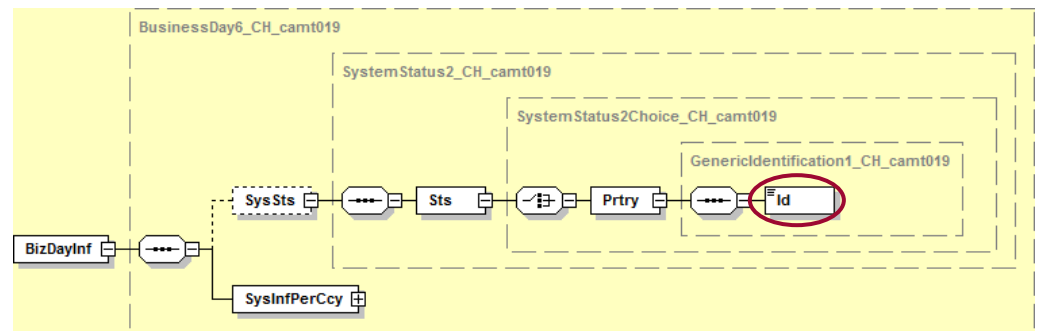 BusinessDay6_CH_camt019
SystemStatus2_CH_camt019
SystemStatus2Choice_CH_camt019
GenericIdentification1_CH_camt019
SysSts
Sts
Prtry
Id
BizDayInf
SysInfPerCcy